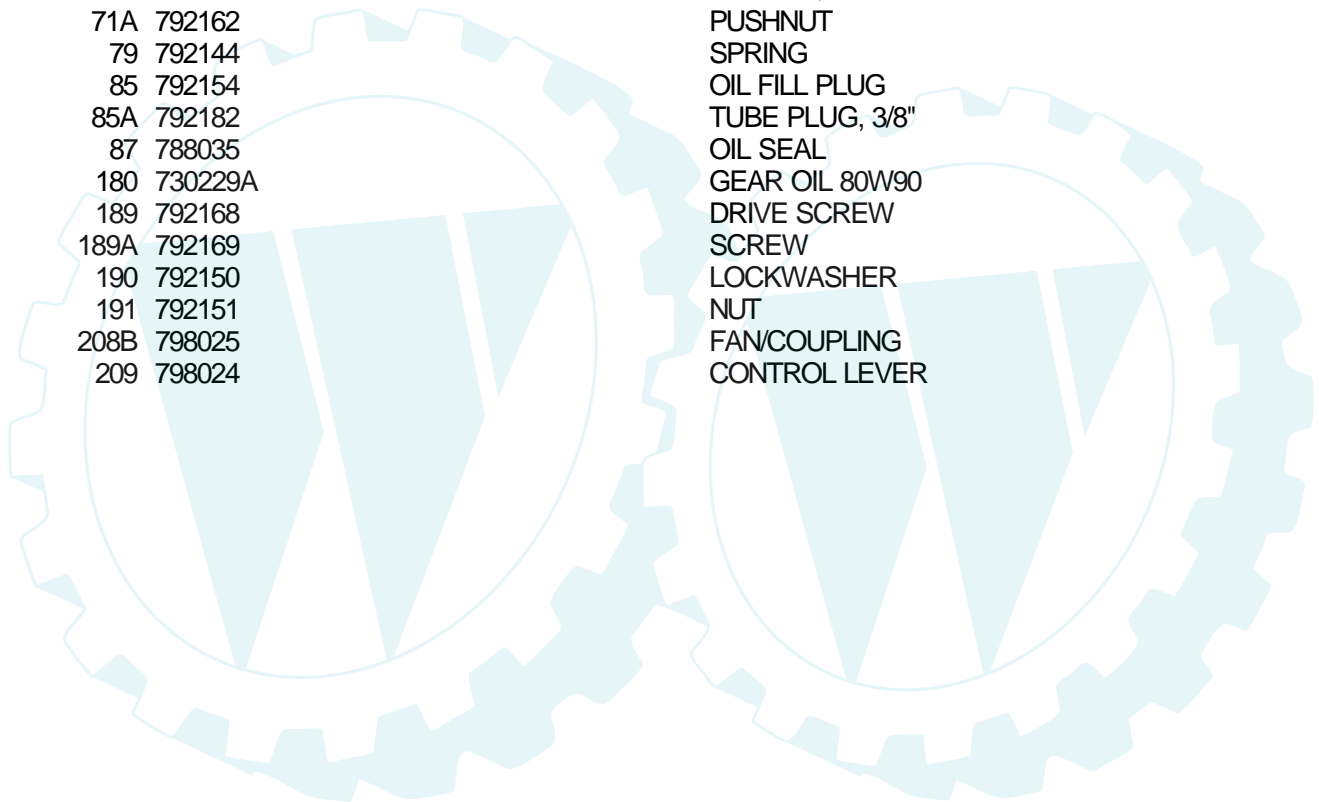 71A 792162 PUSHNUT
79 792144 SPRING
85 792154 OIL FILL PLUG
85A 792182 TUBE PLUG, 3/8"
87 788035 OIL SEAL
180 730229A GEAR OIL 80W90
189 792168 DRIVE SCREW
189A 792169 SCREW
190 792150 LOCKWASHER
191 792151 NUT
208B 798025 FAN/COUPLING
209 798024 CONTROL LEVER